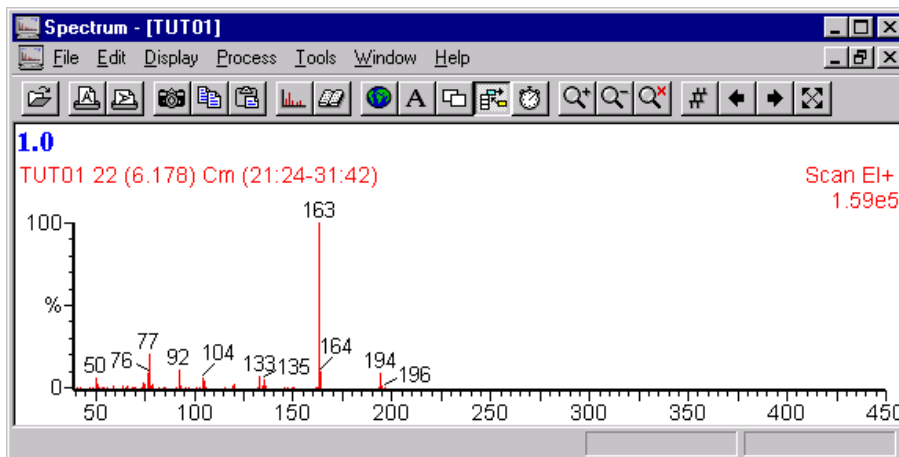 Spectrum - [TUT01]
File Edit Display Process Tools Window Help
1.0
TUT01 22 (6.178) Cm (21:24-31:42)
Scan EI+
1.59e5
163
100
%
77
76
50
92
104
133
135
164
194
196
0
50 100 150 200 250 300 350 400 450